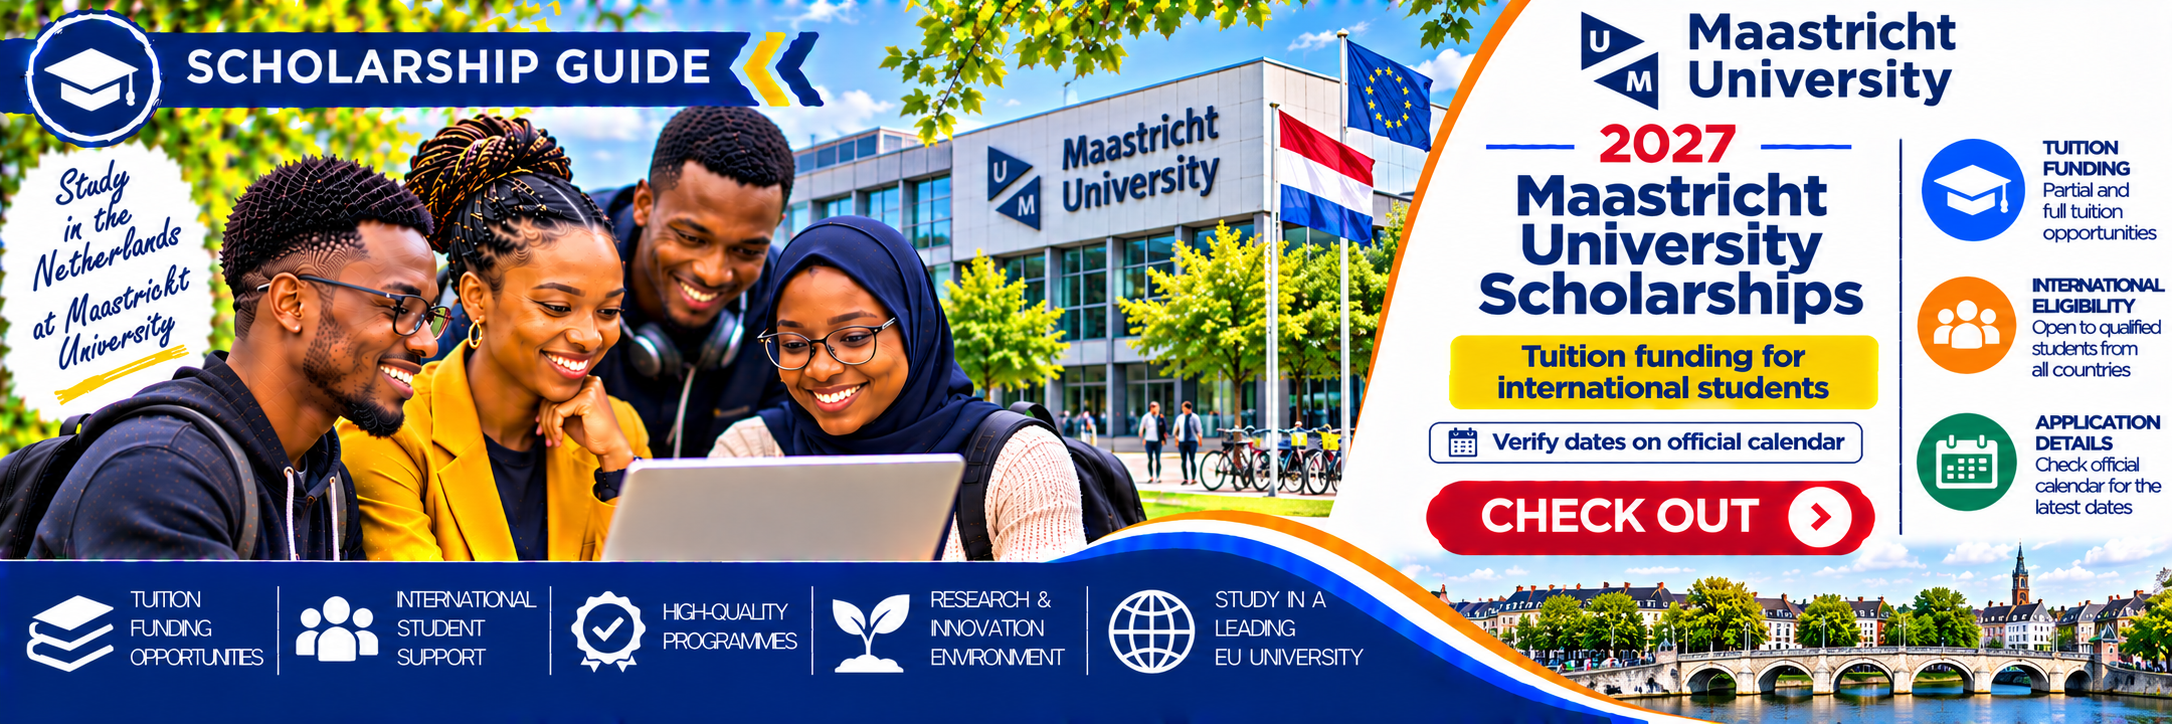 SCHOLARSHIP GUIDE
Study
in the
Netherlands
at Maastrickt
University
Maastricht
University
U
M
U
M
Maastricht
University
2027
Maastricht
University
Scholarships
Tuition funding for
international students
Verify dates on official calendar
CHECK OUT
TUITION
FUNDING
Partial and
full tuition
opportunities
INTERNATIONAL
ELIGIBILITY
Open to qualified
students from
all countries
APPLICATION
DETAILS
Check official
calendar for the
latest dates
TUITION
FUNDING
OPPORTUNITIES
INTERNATIONAL
STUDENT
SUPPORT
HIGH-QUALITY
PROGRAMMES
RESEARCH &
INNOVATION
ENVIRONMENT
STUDY IN A
LEADING
EU UNIVERSITY